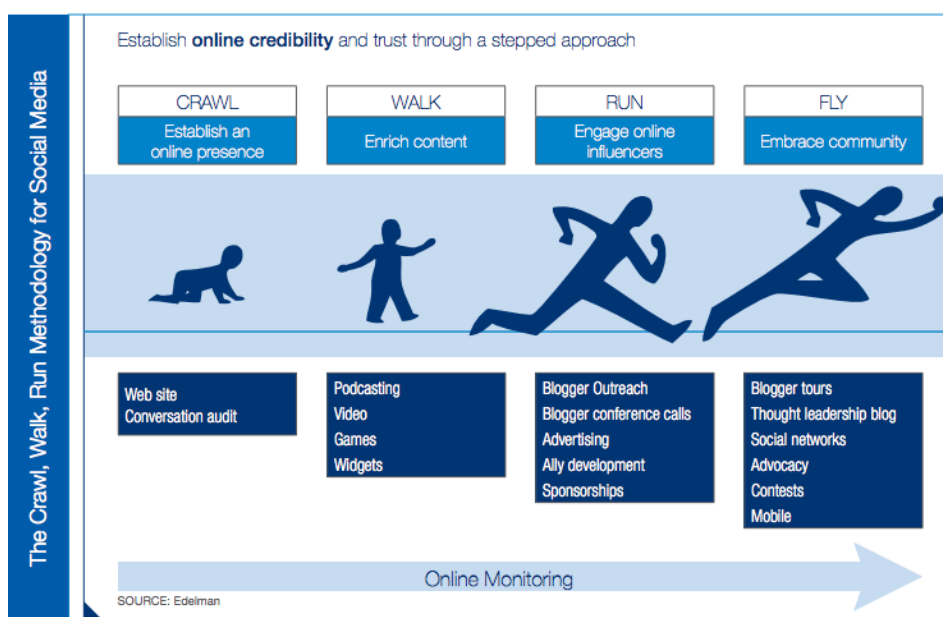 The Crawl, Walk, Run Methodology for Social Media
Establish online credibility and trust through a stepped approach
CRAWL
Establish an
online presence
WALK
Enrich content
RUN
Engage online
influencers
FLY
Embrace community
Web site
Conversation audit
Podcasting
Video
Games
Widgets
Blogger Outreach
Blogger conference calls
Advertising
Ally development
Sponsorships
Blogger tours
Thought leadership blog
Social networks
Advocacy
Contests
Mobile
Online Monitoring
SOURCE: Edelman